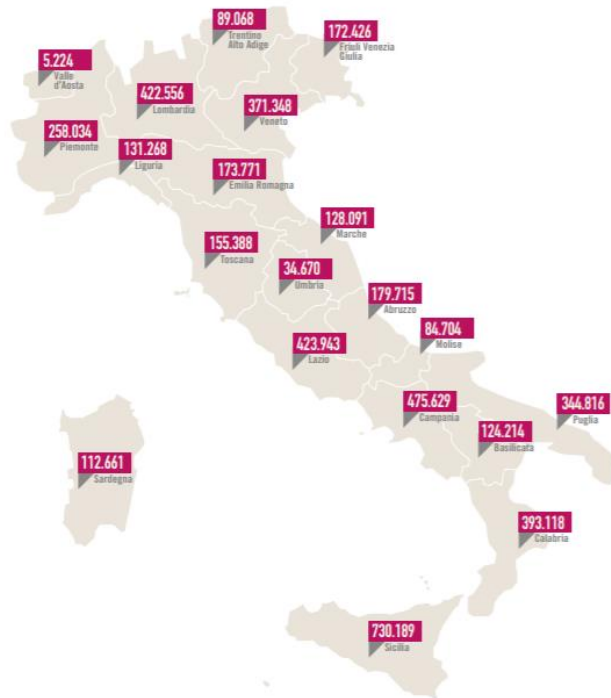 89.068
Trentino
Alto Adige
172.426
Friuli Venezia
Giulia
5.224
Valle
d'Aosta
422.556
Lombardia
371.348
Veneto
258.034
Piemonte
131.268
Liguria
173.771
Emilia Romagna
128.091
Marche
155.388
Toscana
34.670
Umbria
179.715
Abruzzo
84.704
Molise
423.943
Lazio
475.629
Campania
344.816
Puglia
124.214
Basilicata
112.661
Sardegna
393.118
Calabria
730.189
Sicilia